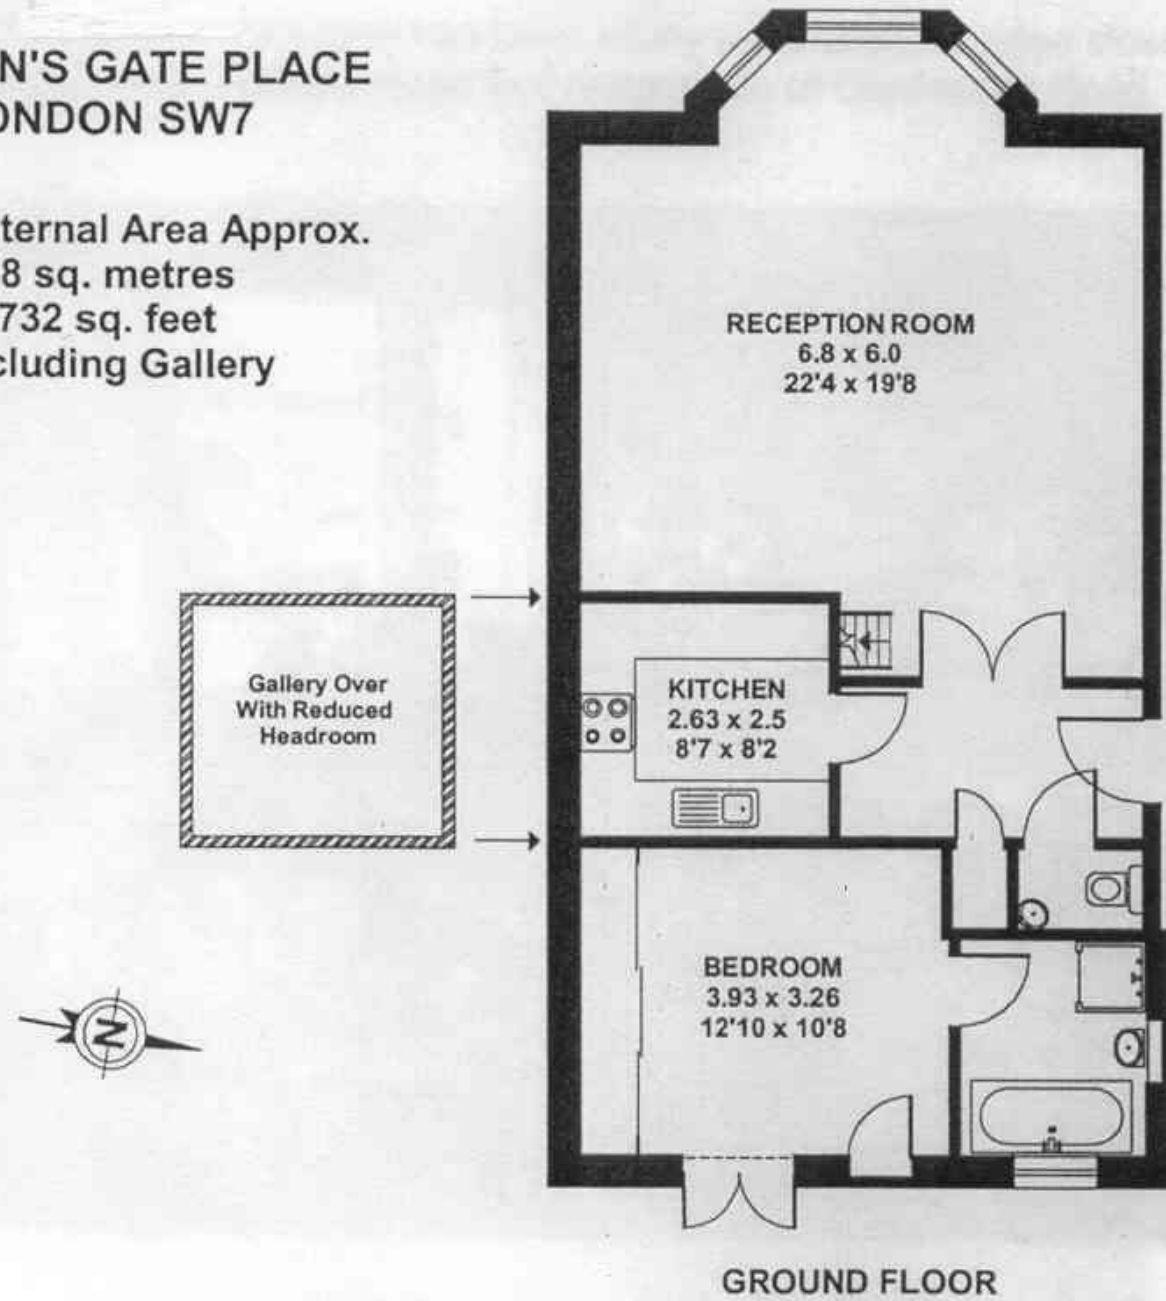 N'S GATE PLACE
ONDON SW7
ternal Area Approx.
8 sq. metres
732 sq. feet
cluding Gallery
RECEPTION ROOM
6.8 x 6.0
22'4 x 19'8
Gallery Over
With Reduced
Headroom
KITCHEN
2.63 x 2.5
8'7 x 8'2
BEDROOM
3.93 x 3.26
12'10 x 10'8
N
GROUND FLOOR